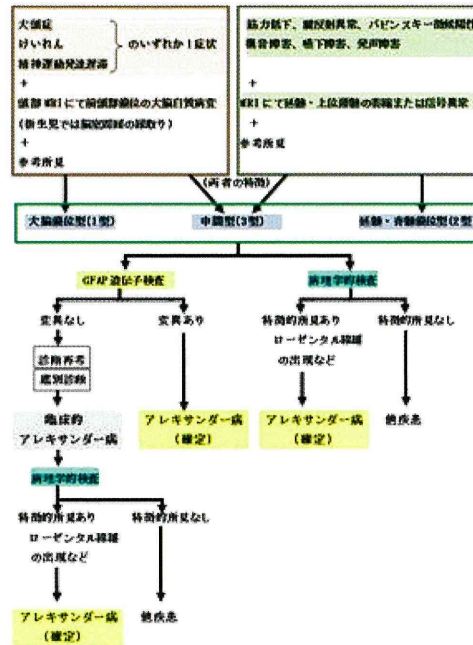 大頭症
けいれん のいずれか1症状
精神運動発達遅滞
+
頭部MRIにて前頭部優位の大脳白質病変
(新生児では脳室周囲の縁取り)
+
参考所見
筋力低下、腱反射異常、バビンスキー徴候陽性
構音障害、嚥下障害、発声障害
+
MRIにて延髄・上位頸髄の萎縮または信号異常
+
参考所見
(両者の特徴)
大脳優位型(1型)
中間型(3型)
延髄・脊髄優位型(2型)
GFAP遺伝子検査
病理学的検査
変異なし
変異あり
特徴的所見あり
ローゼンタル線維
の出現など
特徴的所見なし
診断再考
鑑別診断
臨床的
アレキサンダー病
アレキサンダー病
(確定)
アレキサンダー病
(確定)
他疾患
病理学的検査
特徴的所見あり
ローゼンタル線維
の出現など
特徴的所見なし
アレキサンダー病
(確定)
他疾患